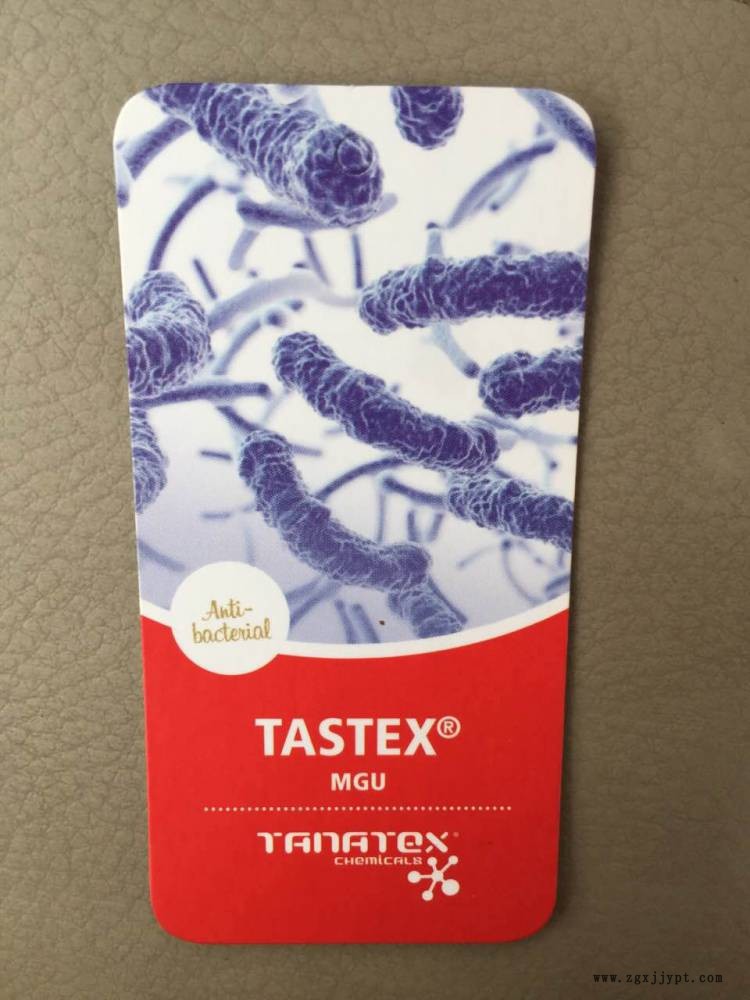 Anti-
bacterial
TASTEX®
MGU
TANATEX®
CHEMICALS
www.zgxjjypt.com